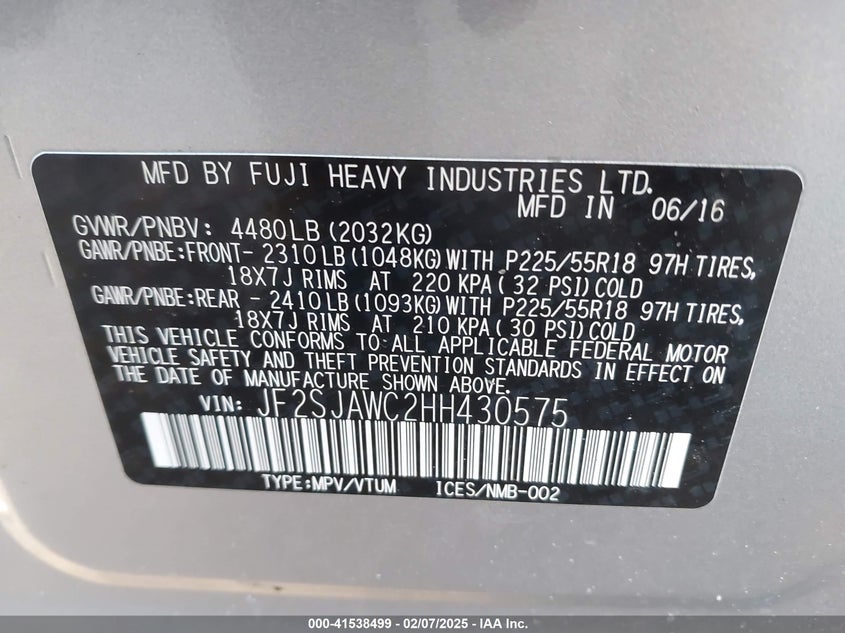 MFD BY FUJI HEAVY INDUSTRIES LTD.
MFD IN 06/16
GVWR/PNBV: 4480LB (2032KG)
GAWR/PNBE:FRONT- 2310LB (1048KG) WITH P225/55R18 97H TIRES,
18X7J RIMS AT 220 KPA ( 32 PSI) COLD
GAWR/PNBE:REAR - 2410LB (1093KG) WITH P225/55R18 97H TIRES,
18X7J RIMS AT 210 KPA ( 30 PSI) COLD
THIS VEHICLE CONFORMS TO ALL APPLICABLE FEDERAL MOTOR
VEHICLE SAFETY AND THEFT PREVENTION STANDARDS IN EFFECT ON
THE DATE OF MANUFACTURE SHOWN ABOVE.
VIN: JF2SJAWC2HH430575
TYPE:MPV/VTUM ICES/NMB-002
000-41538499 - 02/07/2025 - IAA Inc.